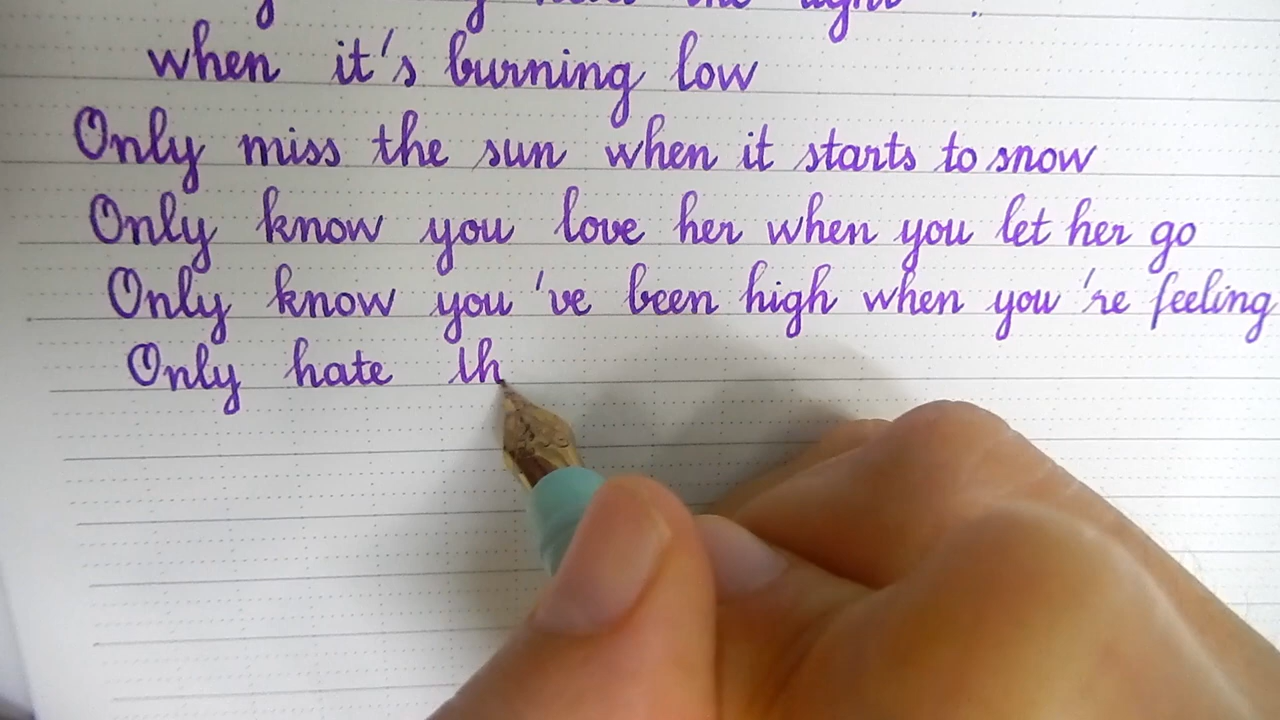 when it's burning low
Only miss the sun when it starts to snow
Only know you love her when you let her go
Only know you 've been high when you 're feeling
Only hate th